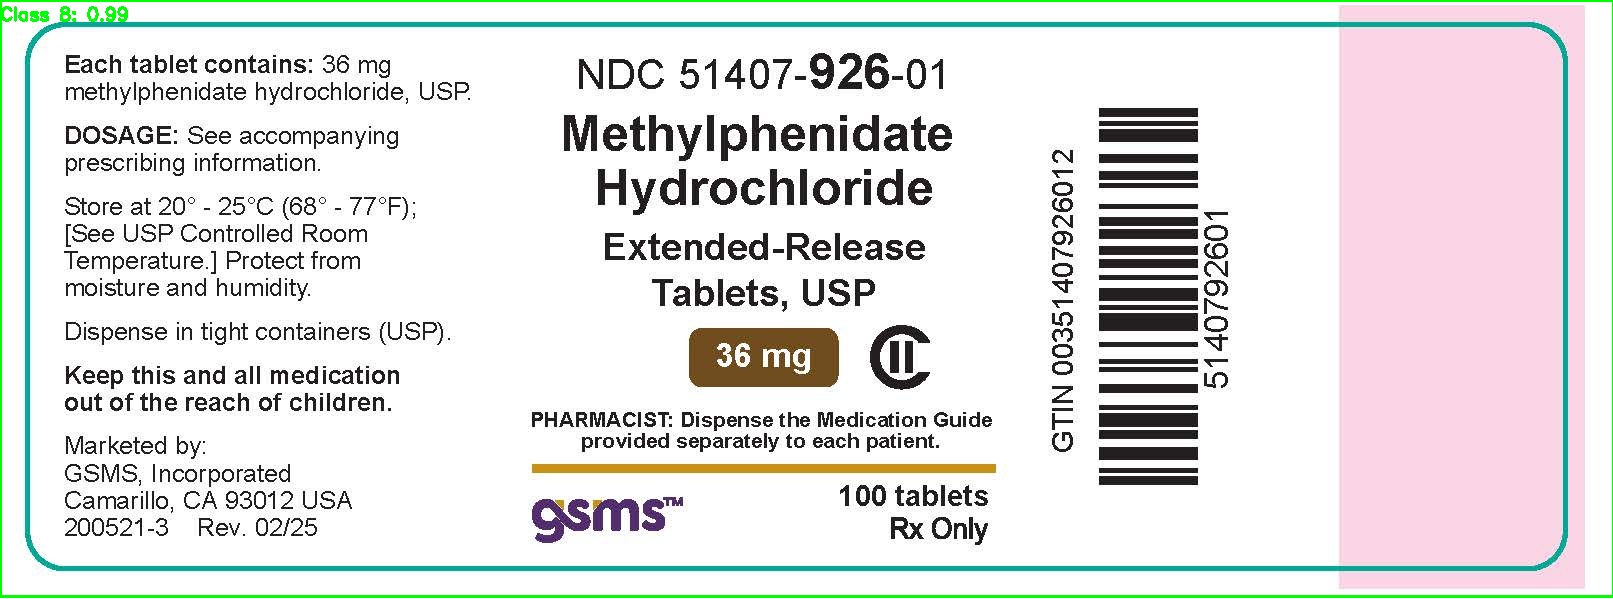 Class 8: 0.99
Each tablet contains: 36 mg
methylphenidate hydrochloride, USP.
DOSAGE: See accompanying
prescribing information.
Store at 20° - 25°C (68° - 77°F);
[See USP Controlled Room
Temperature.] Protect from
moisture and humidity.
Dispense in tight containers (USP).
Keep this and all medication
out of the reach of children.
Marketed by:
GSMS, Incorporated
Camarillo, CA 93012 USA
200521-3 Rev. 02/25
NDC 51407-926-01
Methylphenidate
Hydrochloride
Extended-Release
Tablets, USP
36 mg
CII
PHARMACIST: Dispense the Medication Guide
provided separately to each patient.
gsms™
100 tablets
Rx Only
GTIN 00351407926012
5140792601